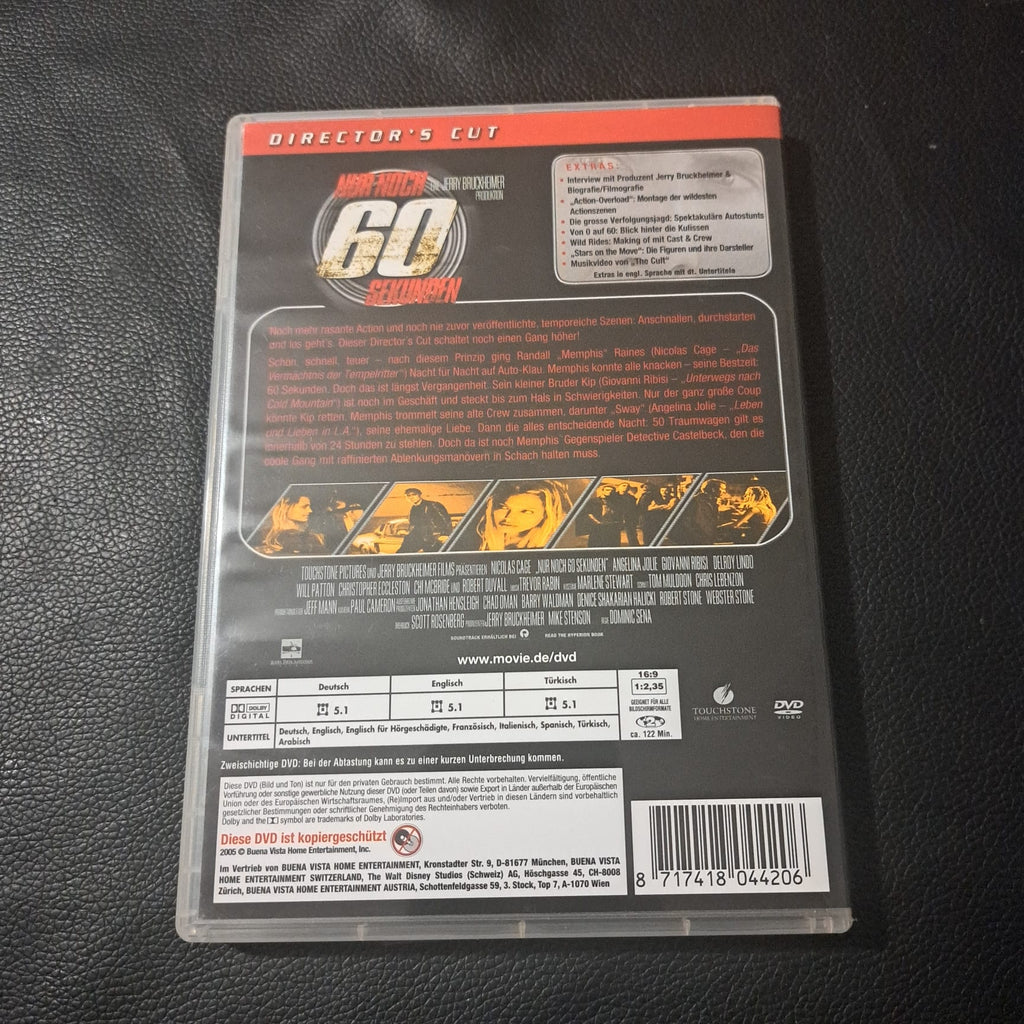 DIRECTOR'S CUT
NUR NOCH
60
SEKUNDEN
EINE JERRY BRUCKHEIMER
PRODUKTION
EXTRAS:
• Interview mit Produzent Jerry Bruckheimer &
Biografie/Filmografie
• „Action-Overload": Montage der wildesten
Actionszenen
• Die grosse Verfolgungsjagd: Spektakuläre Autostunts
• Von 0 auf 60: Blick hinter die Kulissen
• Wild Rides: Making of mit Cast & Crew
• „Stars on the Move": Die Figuren und ihre Darsteller
• Musikvideo von „The Cult"
Extras in engl. Sprache mit dt. Untertiteln
Noch mehr rasante Action und noch nie zuvor veröffentlichte, temporeiche Szenen: Anschnallen, durchstarten
und los geht's. Dieser Director's Cut schaltet noch einen Gang höher!
Schön, schnell, teuer – nach diesem Prinzip ging Randall „Memphis" Raines (Nicolas Cage – „Das
Vermächtnis der Tempelritter") Nacht für Nacht auf Auto-Klau. Memphis konnte alle knacken – seine Bestzeit:
60 Sekunden. Doch das ist längst Vergangenheit. Sein kleiner Bruder Kip (Giovanni Ribisi – „Unterwegs nach
Cold Mountain") ist noch im Geschäft und steckt bis zum Hals in Schwierigkeiten. Nur der ganz große Coup
könnte Kip retten. Memphis trommelt seine alte Crew zusammen, darunter „Sway" (Angelina Jolie – „Leben
und Lieben in L.A."), seine ehemalige Liebe. Dann die alles entscheidende Nacht: 50 Traumwagen gilt es
innerhalb von 24 Stunden zu stehlen. Doch da ist noch Memphis' Gegenspieler Detective Castelbeck, den die
coole Gang mit raffinierten Ablenkungsmanövern in Schach halten muss.
TOUCHSTONE PICTURES UND JERRY BRUCKHEIMER FILMS PRÄSENTIEREN NICOLAS CAGE „NUR NOCH 60 SEKUNDEN" ANGELINA JOLIE GIOVANNI RIBISI DELROY LINDO
WILL PATTON CHRISTOPHER ECCLESTON CHI MCBRIDE UND ROBERT DUVALL MUSIK TREVOR RABIN KOSTÜME MARLENE STEWART SCHNITT TOM MULDOON CHRIS LEBENZON
JEFF MANN KAMERA PAUL CAMERON JONATHAN HENSLEIGH CHAD OMAN BARRY WALDMAN DENICE SHAKARIAN HALICKI ROBERT STONE WEBSTER STONE
DREHBUCH SCOTT ROSENBERG PRODUZENTEN JERRY BRUCKHEIMER MIKE STENSON REGIE DOMINIC SENA
SOUNDTRACK ERHÄLTLICH BEI READ THE HYPERION BOOK
www.movie.de/dvd
SPRACHEN Deutsch Englisch Türkisch
DOLBY DIGITAL 5.1 5.1 5.1
UNTERTITEL Deutsch, Englisch, Englisch für Hörgeschädigte, Französisch, Italienisch, Spanisch, Türkisch,
Arabisch
16:9
1:2,35
GEEIGNET FÜR ALLE
BILDSCHIRMFORMATE
2
ca. 122 Min.
TOUCHSTONE
HOME ENTERTAINMENT
DVD
VIDEO
Zweischichtige DVD: Bei der Abtastung kann es zu einer kurzen Unterbrechung kommen.
Diese DVD (Bild und Ton) ist nur für den privaten Gebrauch bestimmt. Alle Rechte vorbehalten. Vervielfältigung, öffentliche
Vorführung oder sonstige gewerbliche Nutzung dieser DVD (oder Teilen davon) sowie Export in Länder außerhalb der Europäischen
Union oder des Europäischen Wirtschaftsraumes, (Re)Import aus und/oder Vertrieb in diesen Ländern sind vorbehaltlich
gesetzlicher Bestimmungen oder schriftlicher Genehmigung des Rechteinhabers verboten.
Dolby and the symbol are trademarks of Dolby Laboratories.
Diese DVD ist kopiergeschützt
2005 © Buena Vista Home Entertainment, Inc.
Im Vertrieb von BUENA VISTA HOME ENTERTAINMENT, Kronstadter Str. 9, D-81677 München, BUENA VISTA
HOME ENTERTAINMENT SWITZERLAND, The Walt Disney Studios (Schweiz) AG, Höschgasse 45, CH-8008
Zürich, BUENA VISTA HOME ENTERTAINMENT AUSTRIA, Schottenfeldgasse 59, 3. Stock, Top 7, A-1070 Wien
8 717418 044206